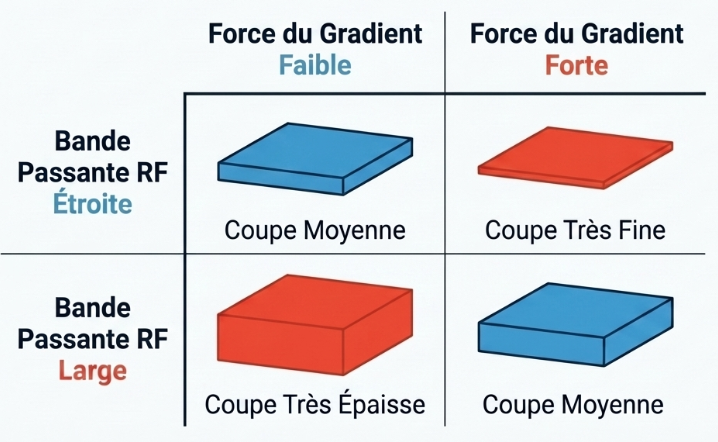 Force du Gradient
Faible
Force du Gradient
Forte
Bande
Passante RF
Étroite
Coupe Moyenne
Coupe Très Fine
Bande
Passante RF
Large
Coupe Très Épaisse
Coupe Moyenne